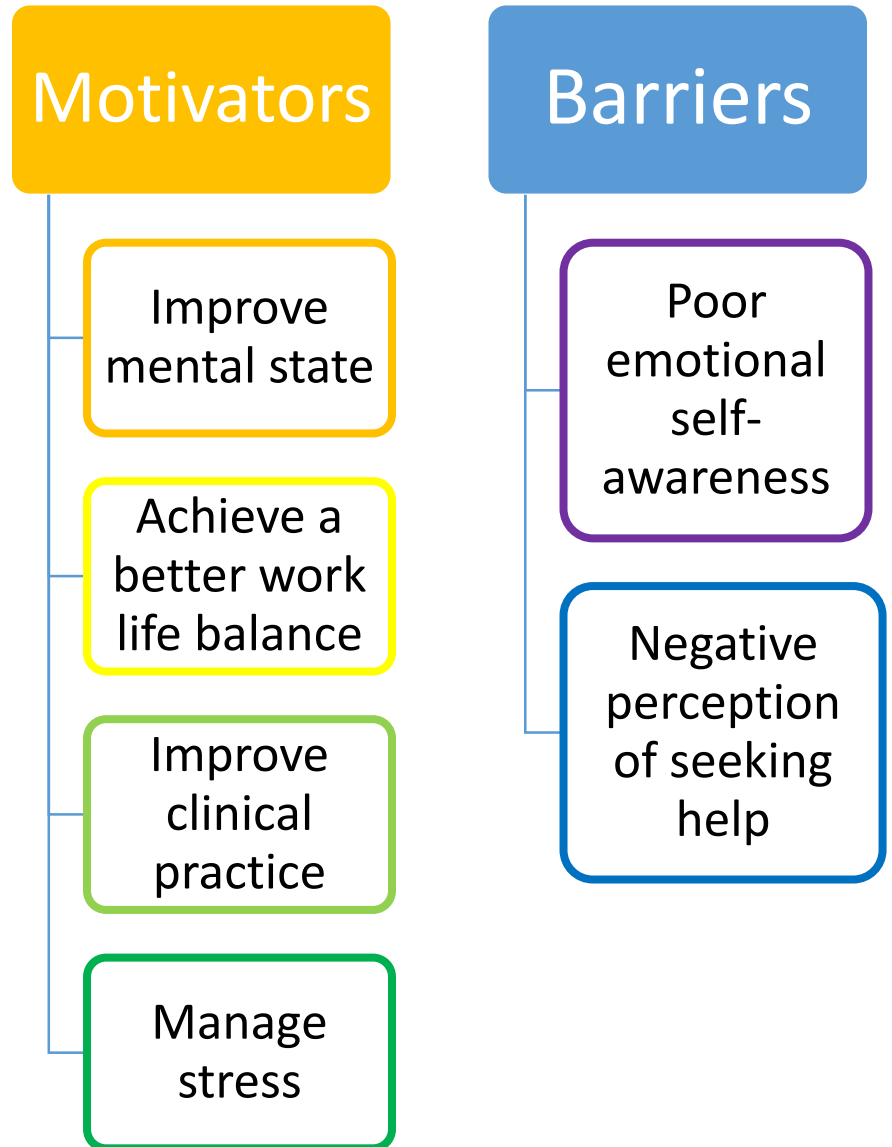 Motivators
Improve
mental state
Achieve a
better work
life balance
Improve
clinical
practice
Manage
stress
Barriers
Poor
emotional
self-
awareness
Negative
perception
of seeking
help